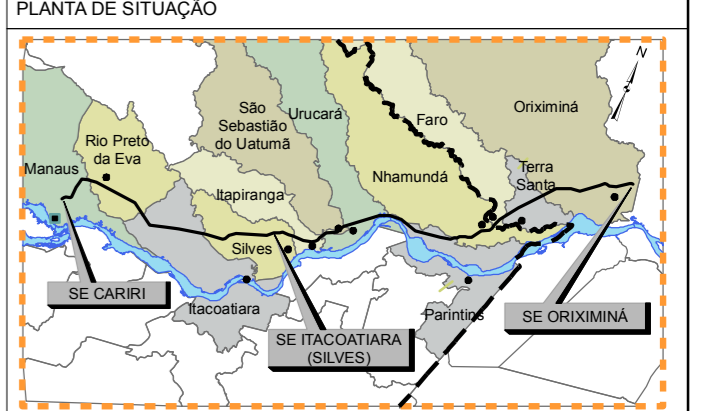 PLANTA DE SITUAÇÃO
N
São
Sebastião
do Uatumã
Urucará
Faro
Oriximiná
Rio Preto
da Eva
Manaus
Terra
Santa
Nhamundá
Itapiranga
Silves
SE CARIRI
Itacoatiara
Parintins
SE ORIXIMINÁ
SE ITACOATIARA
(SILVES)